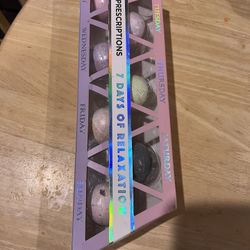 PRESCRIPTIONS
7 DAYS OF RELAXATION
TUESDAY
WEDNESDAY
THURSDAY
FRIDAY
SATURDAY
SUNDAY